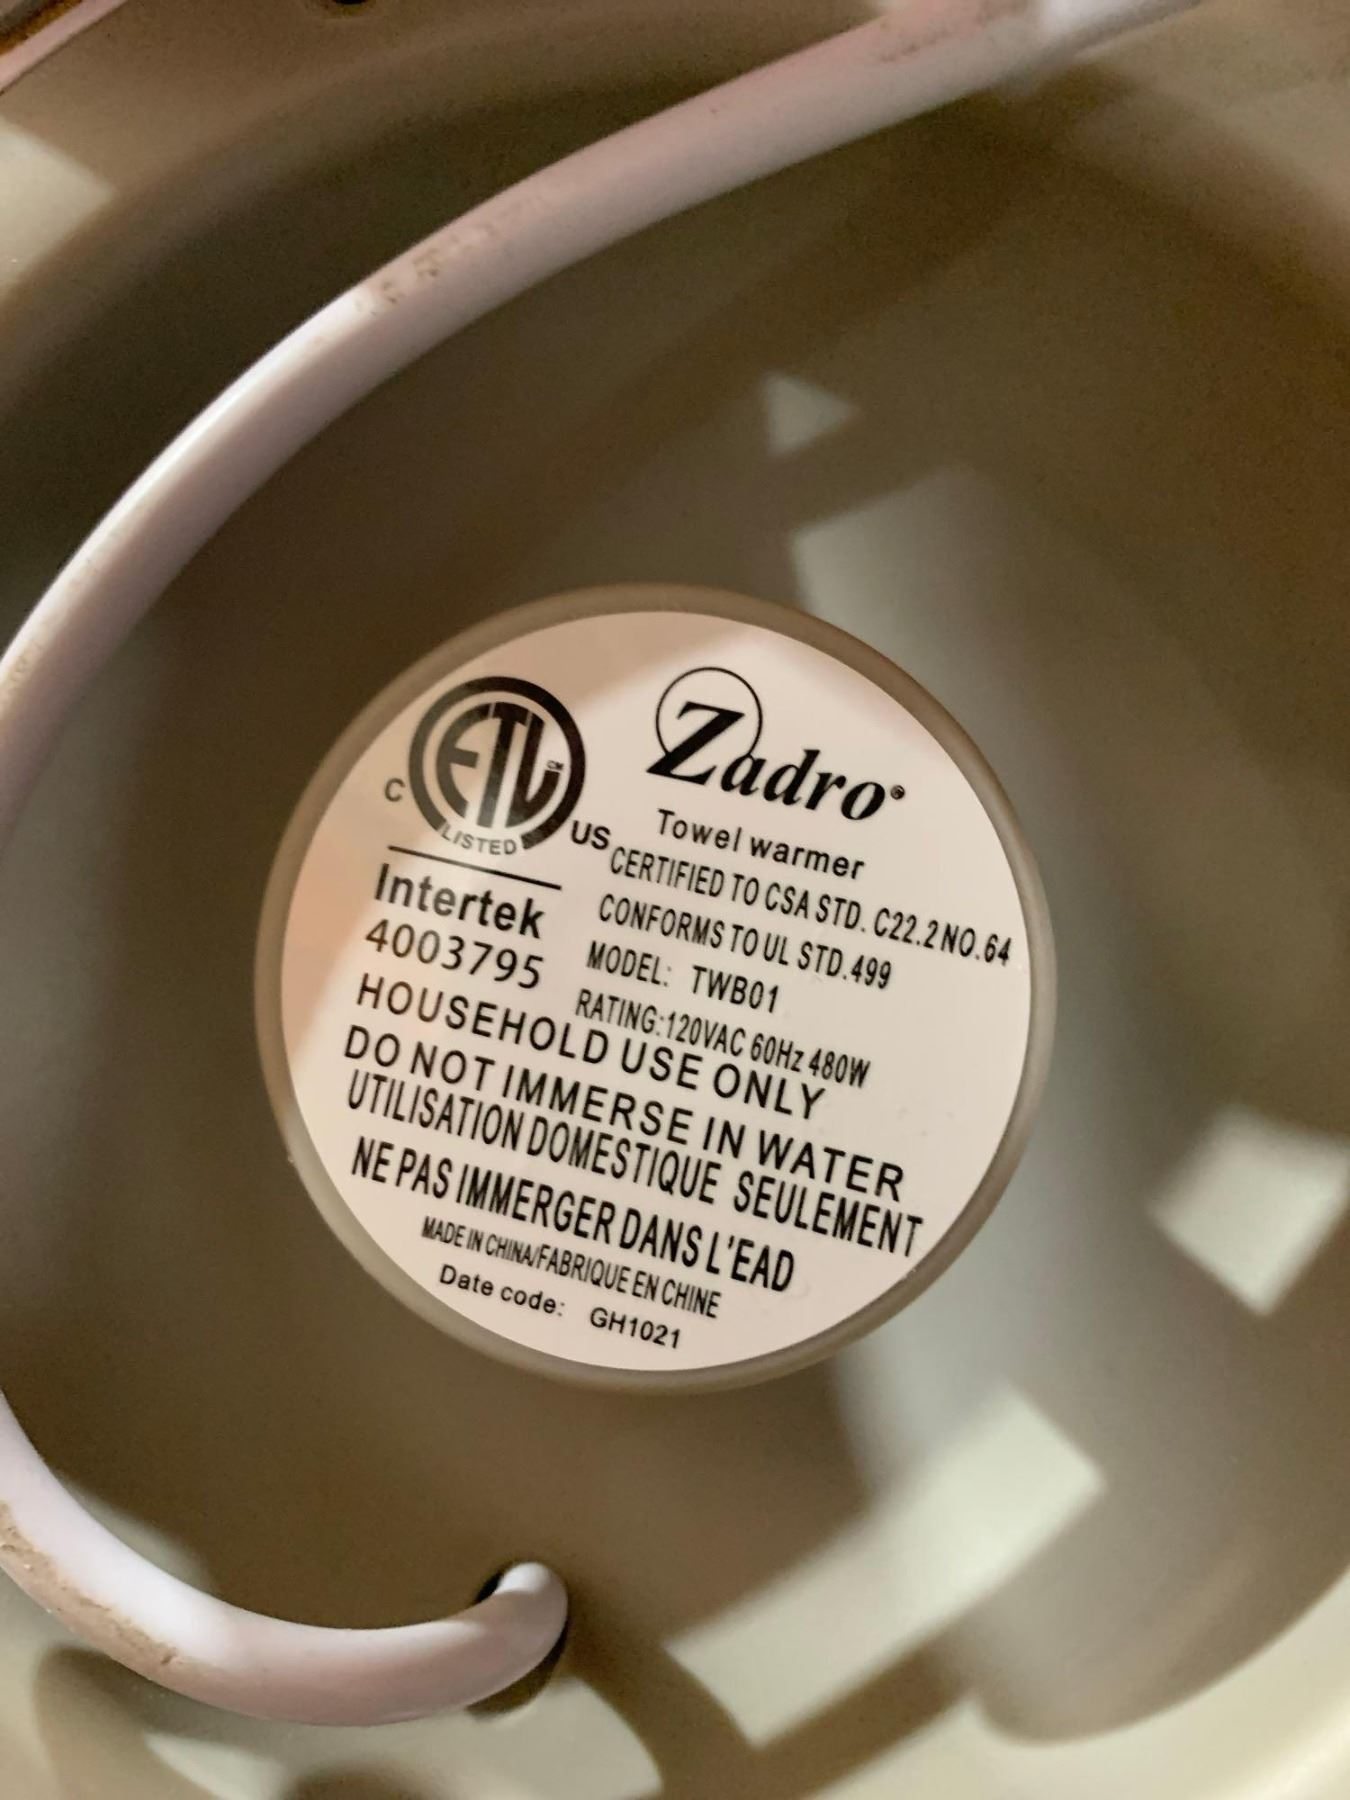 Zadro®
Towel warmer
C ETL CM US
LISTED
Intertek
4003795
CERTIFIED TO CSA STD. C22.2 NO.64
CONFORMS TO UL STD.499
MODEL: TWB01
RATING:120VAC 60Hz 480W
HOUSEHOLD USE ONLY
DO NOT IMMERSE IN WATER
UTILISATION DOMESTIQUE SEULEMENT
NE PAS IMMERGER DANS L'EAD
MADE IN CHINA/FABRIQUE EN CHINE
Date code: GH1021